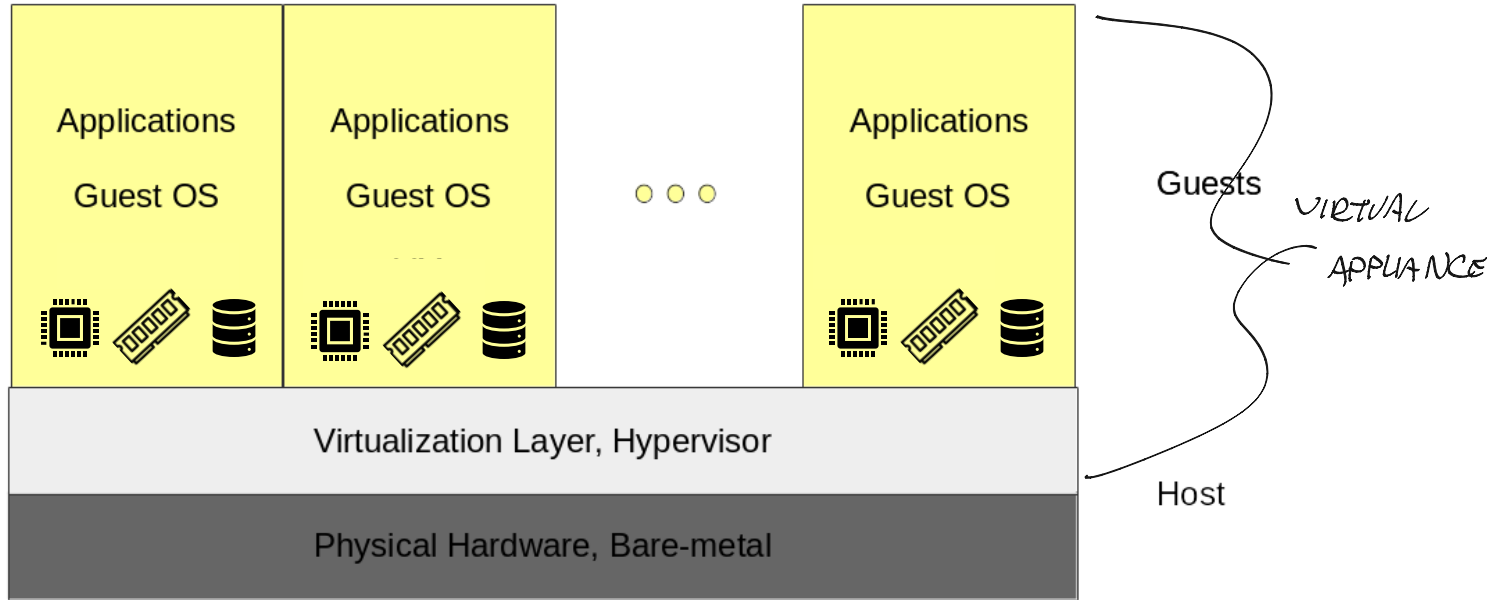 Applications
Guest OS
Applications
Guest OS
Applications
Guest OS
Guests
VIRTUAL
APPLIANCE
Virtualization Layer, Hypervisor
Host
Physical Hardware, Bare-metal